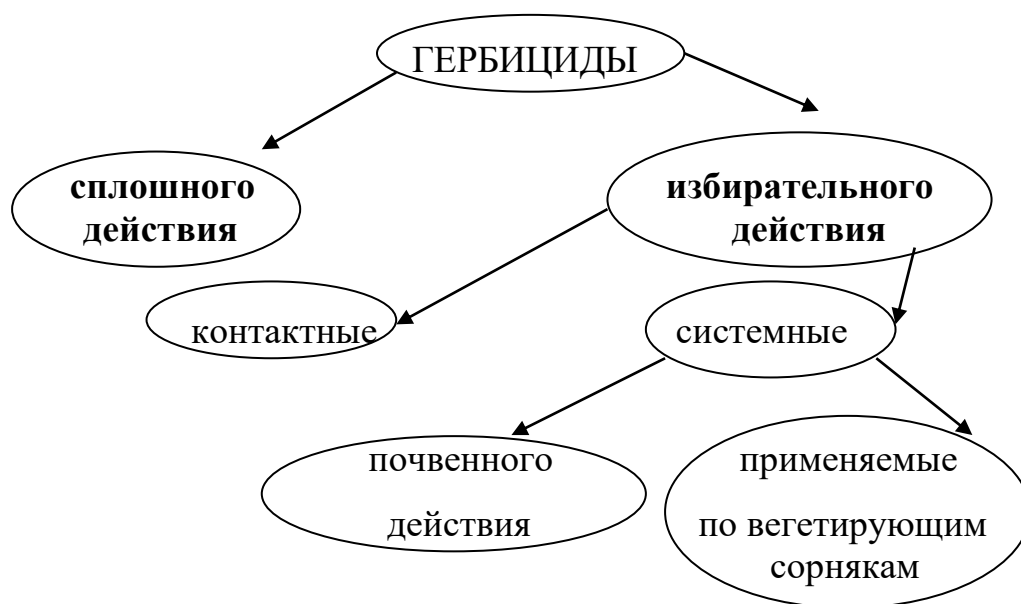 ГЕРБИЦИДЫ
сплошного
действия
избирательного
действия
контактные
системные
почвенного
действия
применяемые
по вегетирующим
сорнякам